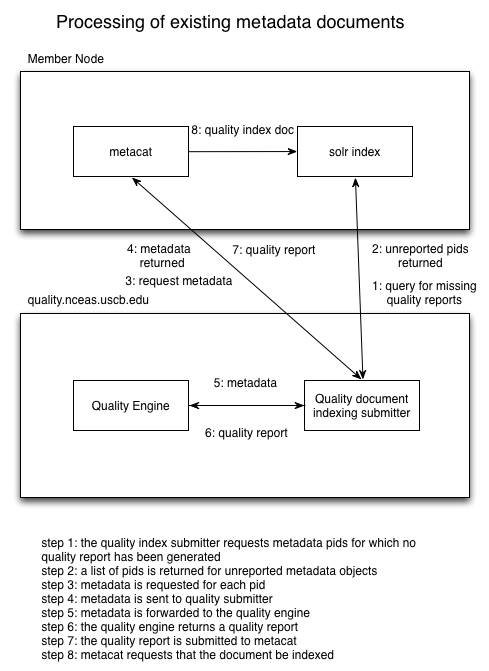 Processing of existing metadata documents
Member Node
8: quality index doc
metacat
solr index
4: metadata
returned
7: quality report
2: unreported pids
returned
3: request metadata
1: query for missing
quality reports
quality.nceas.uscb.edu
5: metadata
Quality Engine
Quality document
indexing submitter
6: quality report
step 1: the quality index submitter requests metadata pids for which no
quality report has been generated
step 2: a list of pids is returned for unreported metadata objects
step 3: metadata is requested for each pid
step 4: metadata is sent to quality submitter
step 5: metadata is forwarded to the quality engine
step 6: the quality engine returns a quality report
step 7: the quality report is submitted to metacat
step 8: metacat requests that the document be indexed